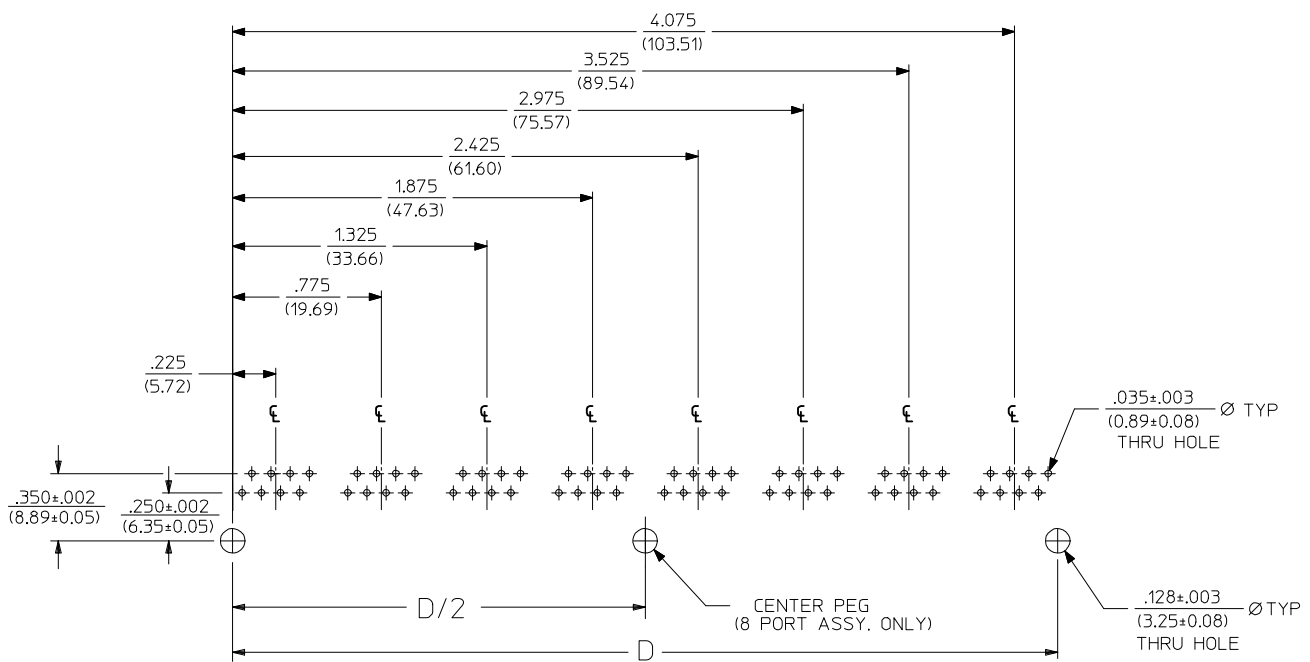 4.075
(103.51)
3.525
(89.54)
2.975
(75.57)
2.425
(61.60)
1.875
(47.63)
1.325
(33.66)
.775
(19.69)
.225
(5.72)
℄ ℄ ℄ ℄ ℄ ℄ ℄ ℄
.035±.003
(0.89±0.08)
Ø TYP
THRU HOLE
.350±.002
(8.89±0.05)
.250±.002
(6.35±0.05)
D/2
CENTER PEG
(8 PORT ASSY. ONLY)
.128±.003
(3.25±0.08)
Ø TYP
THRU HOLE
D